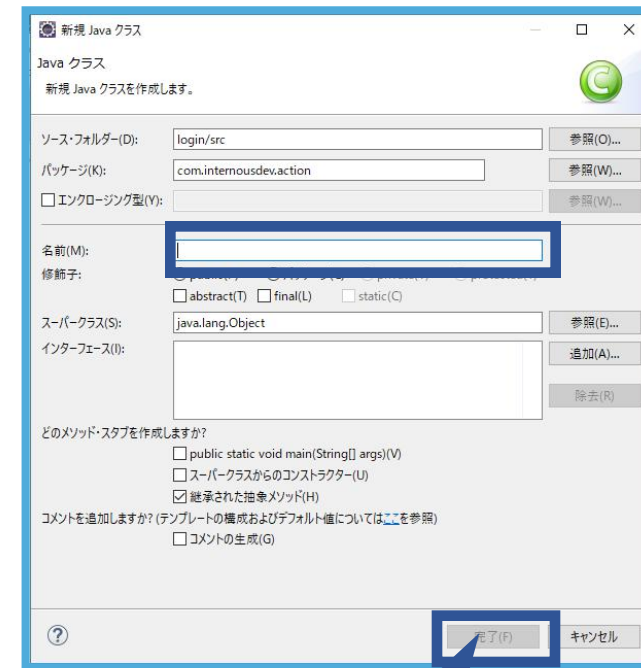 新規 Java クラス
Java クラス
新規 Java クラスを作成します。
ソース・フォルダー(D): login/src 参照(O)...
パッケージ(K): com.internousdev.action 参照(W)...
エンクロージング型(Y): 参照(W)...
名前(M):
修飾子:
abstract(T) final(L) static(C)
スーパークラス(S): java.lang.Object 参照(E)...
インターフェース(I): 追加(A)...
除去(R)
どのメソッド・スタブを作成しますか?
public static void main(String[] args)(V)
スーパークラスからのコンストラクター(U)
継承された抽象メソッド(H)
コメントを追加しますか? (テンプレートの構成およびデフォルト値についてはここを参照)
コメントの生成(G)
完了(F) キャンセル